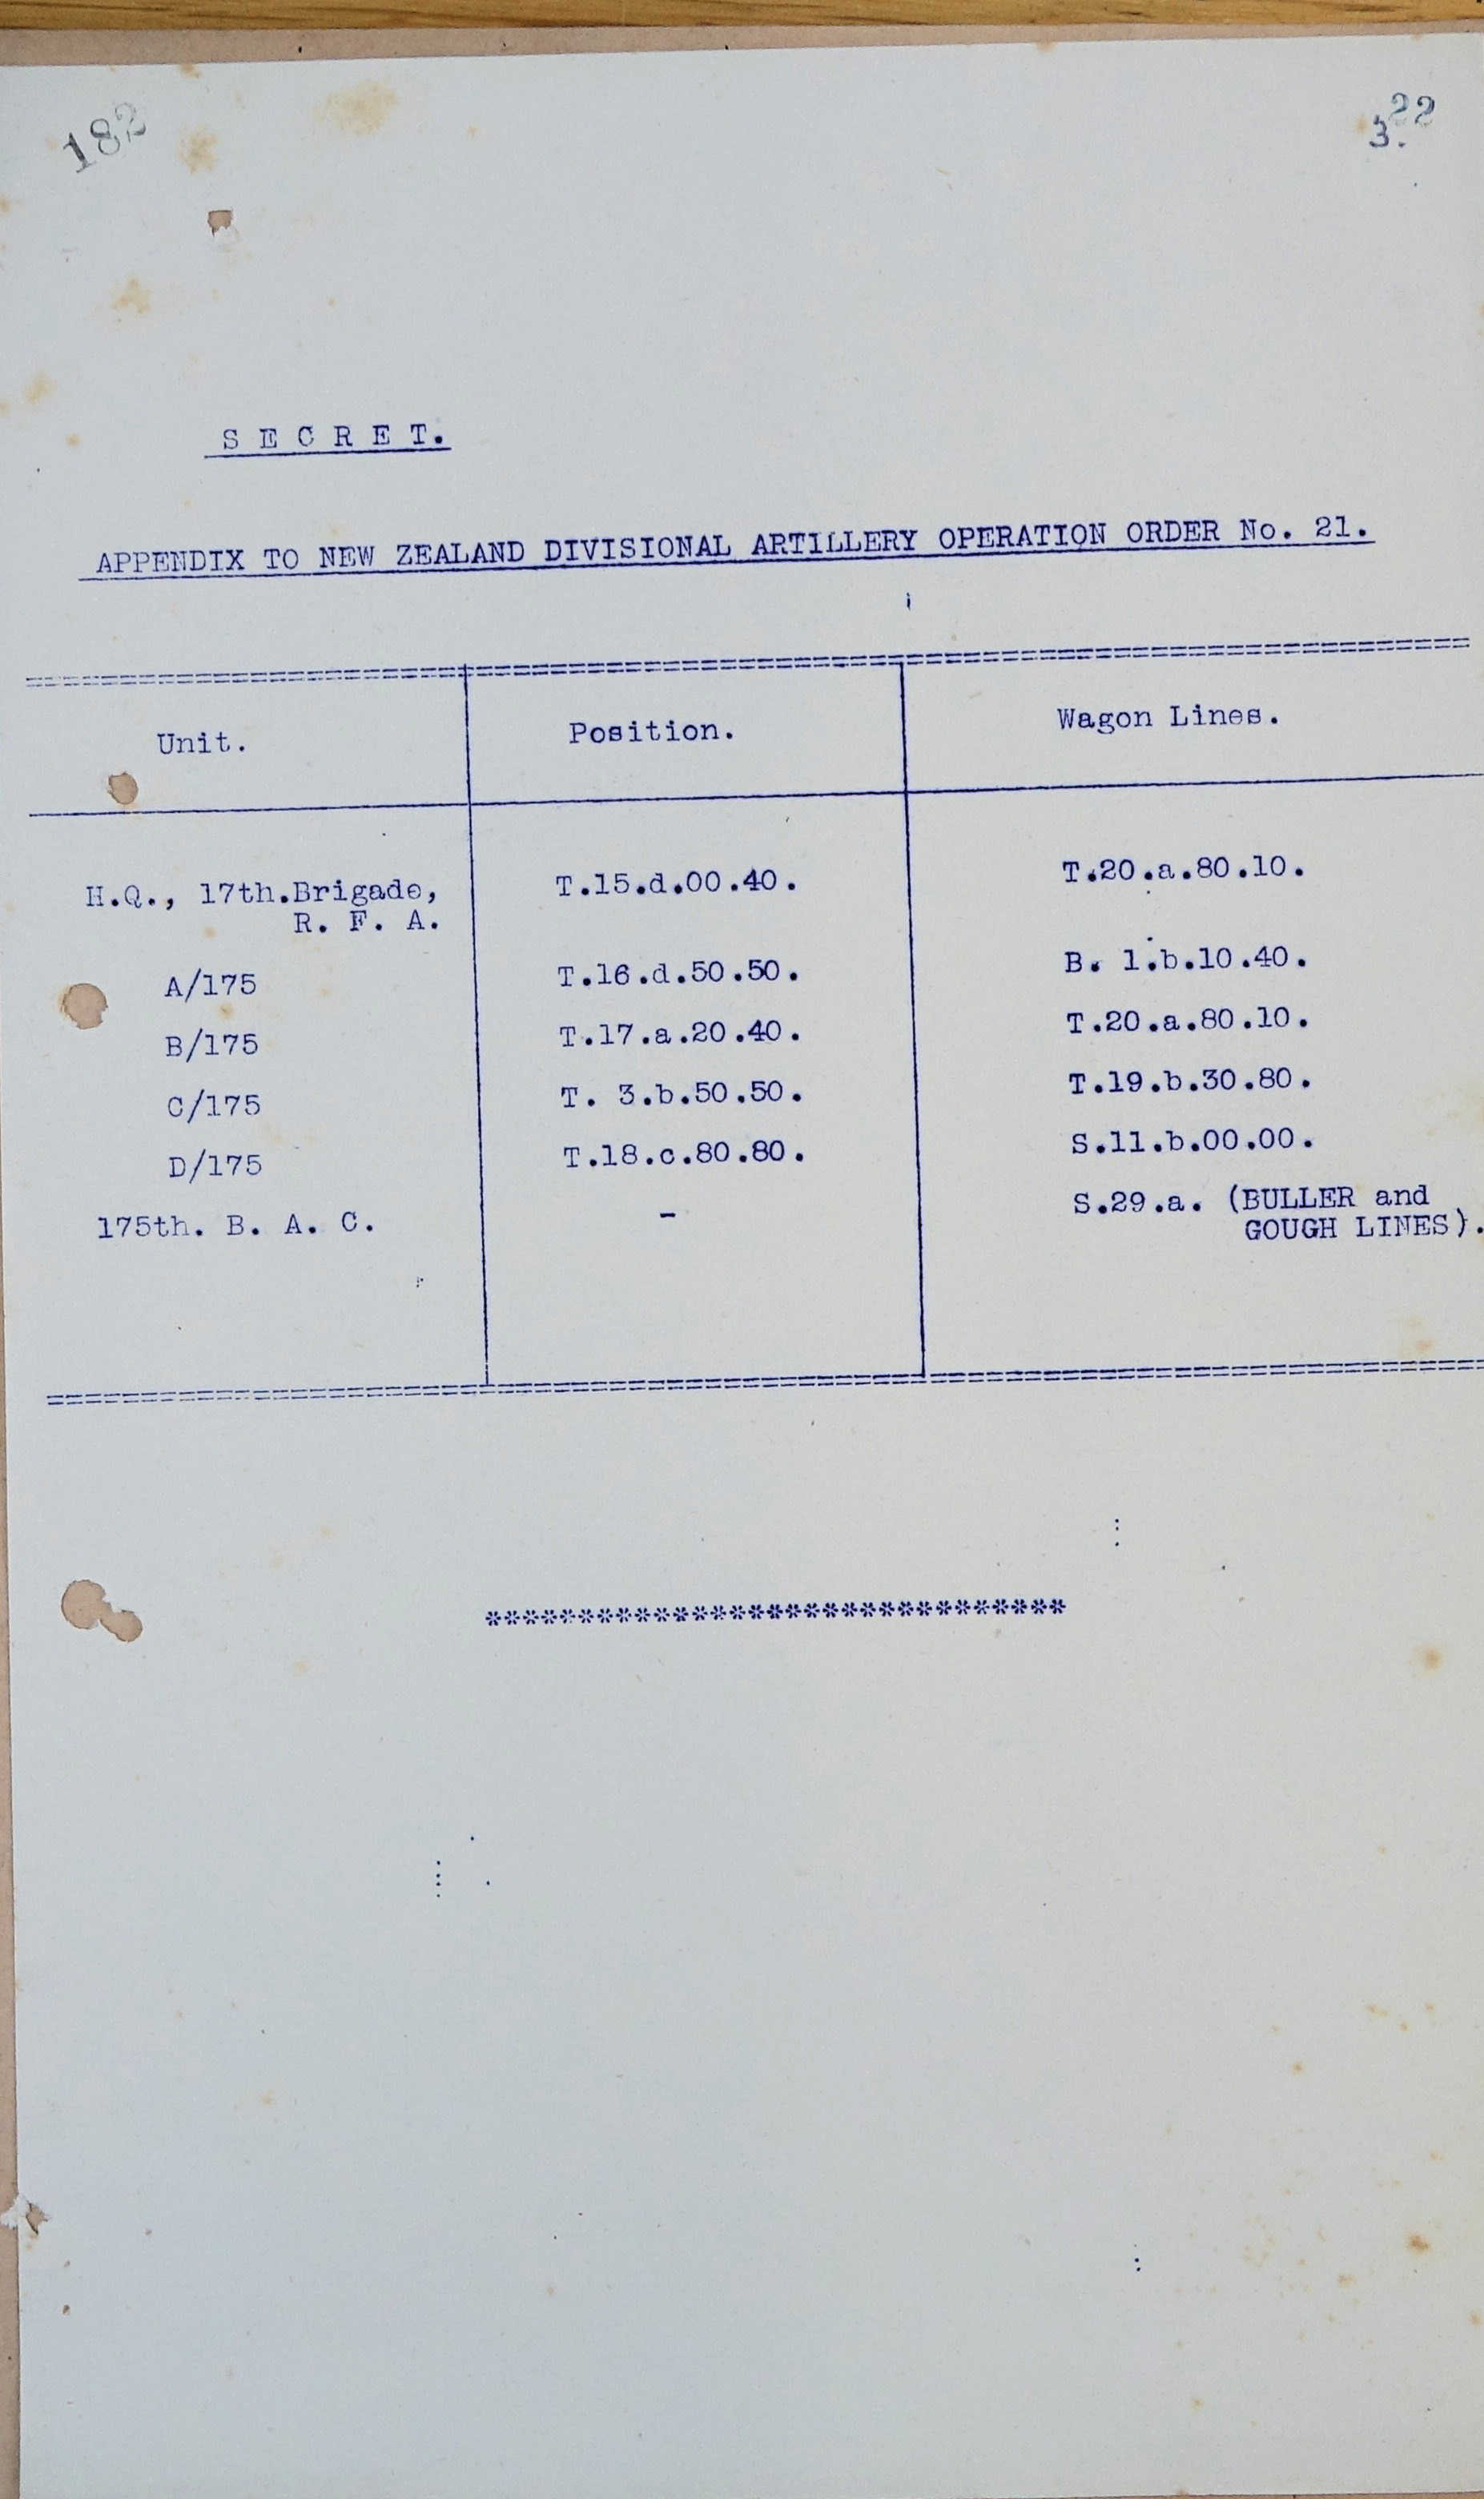 182
22
3.
S E C R E T.
APPENDIX TO NEW ZEALAND DIVISIONAL ARTILLERY OPERATION ORDER No. 21.
Unit. Position. Wagon Lines.
H.Q., 17th.Brigade, T.15.d.00.40. T.20.a.80.10.
R. F. A.
A/175 T.16.d.50.50. B. 1.b.10.40.
B/175 T.17.a.20.40. T.20.a.80.10.
C/175 T. 3.b.50.50. T.19.b.30.80.
D/175 T.18.c.80.80. S.11.b.00.00.
175th. B. A. C. - S.29.a. (BULLER and
GOUGH LINES).
*******************************